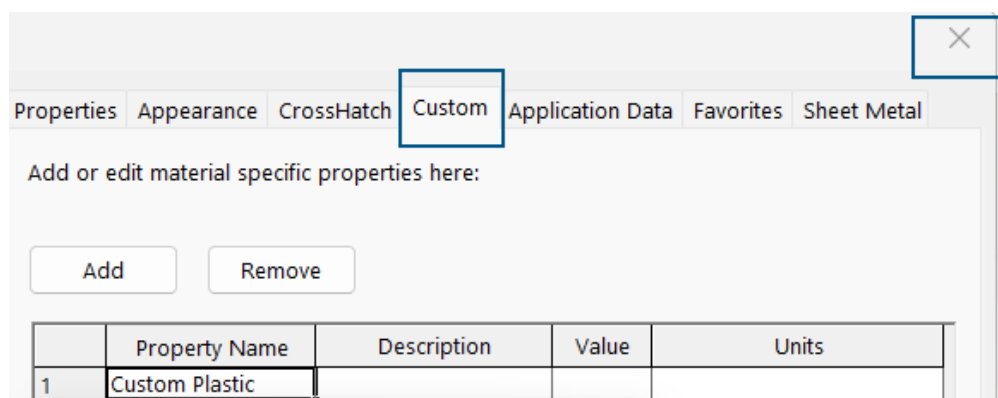 Properties Appearance CrossHatch Custom Application Data Favorites Sheet Metal
Add or edit material specific properties here:
Add Remove
Property Name Description Value Units
1 Custom Plastic